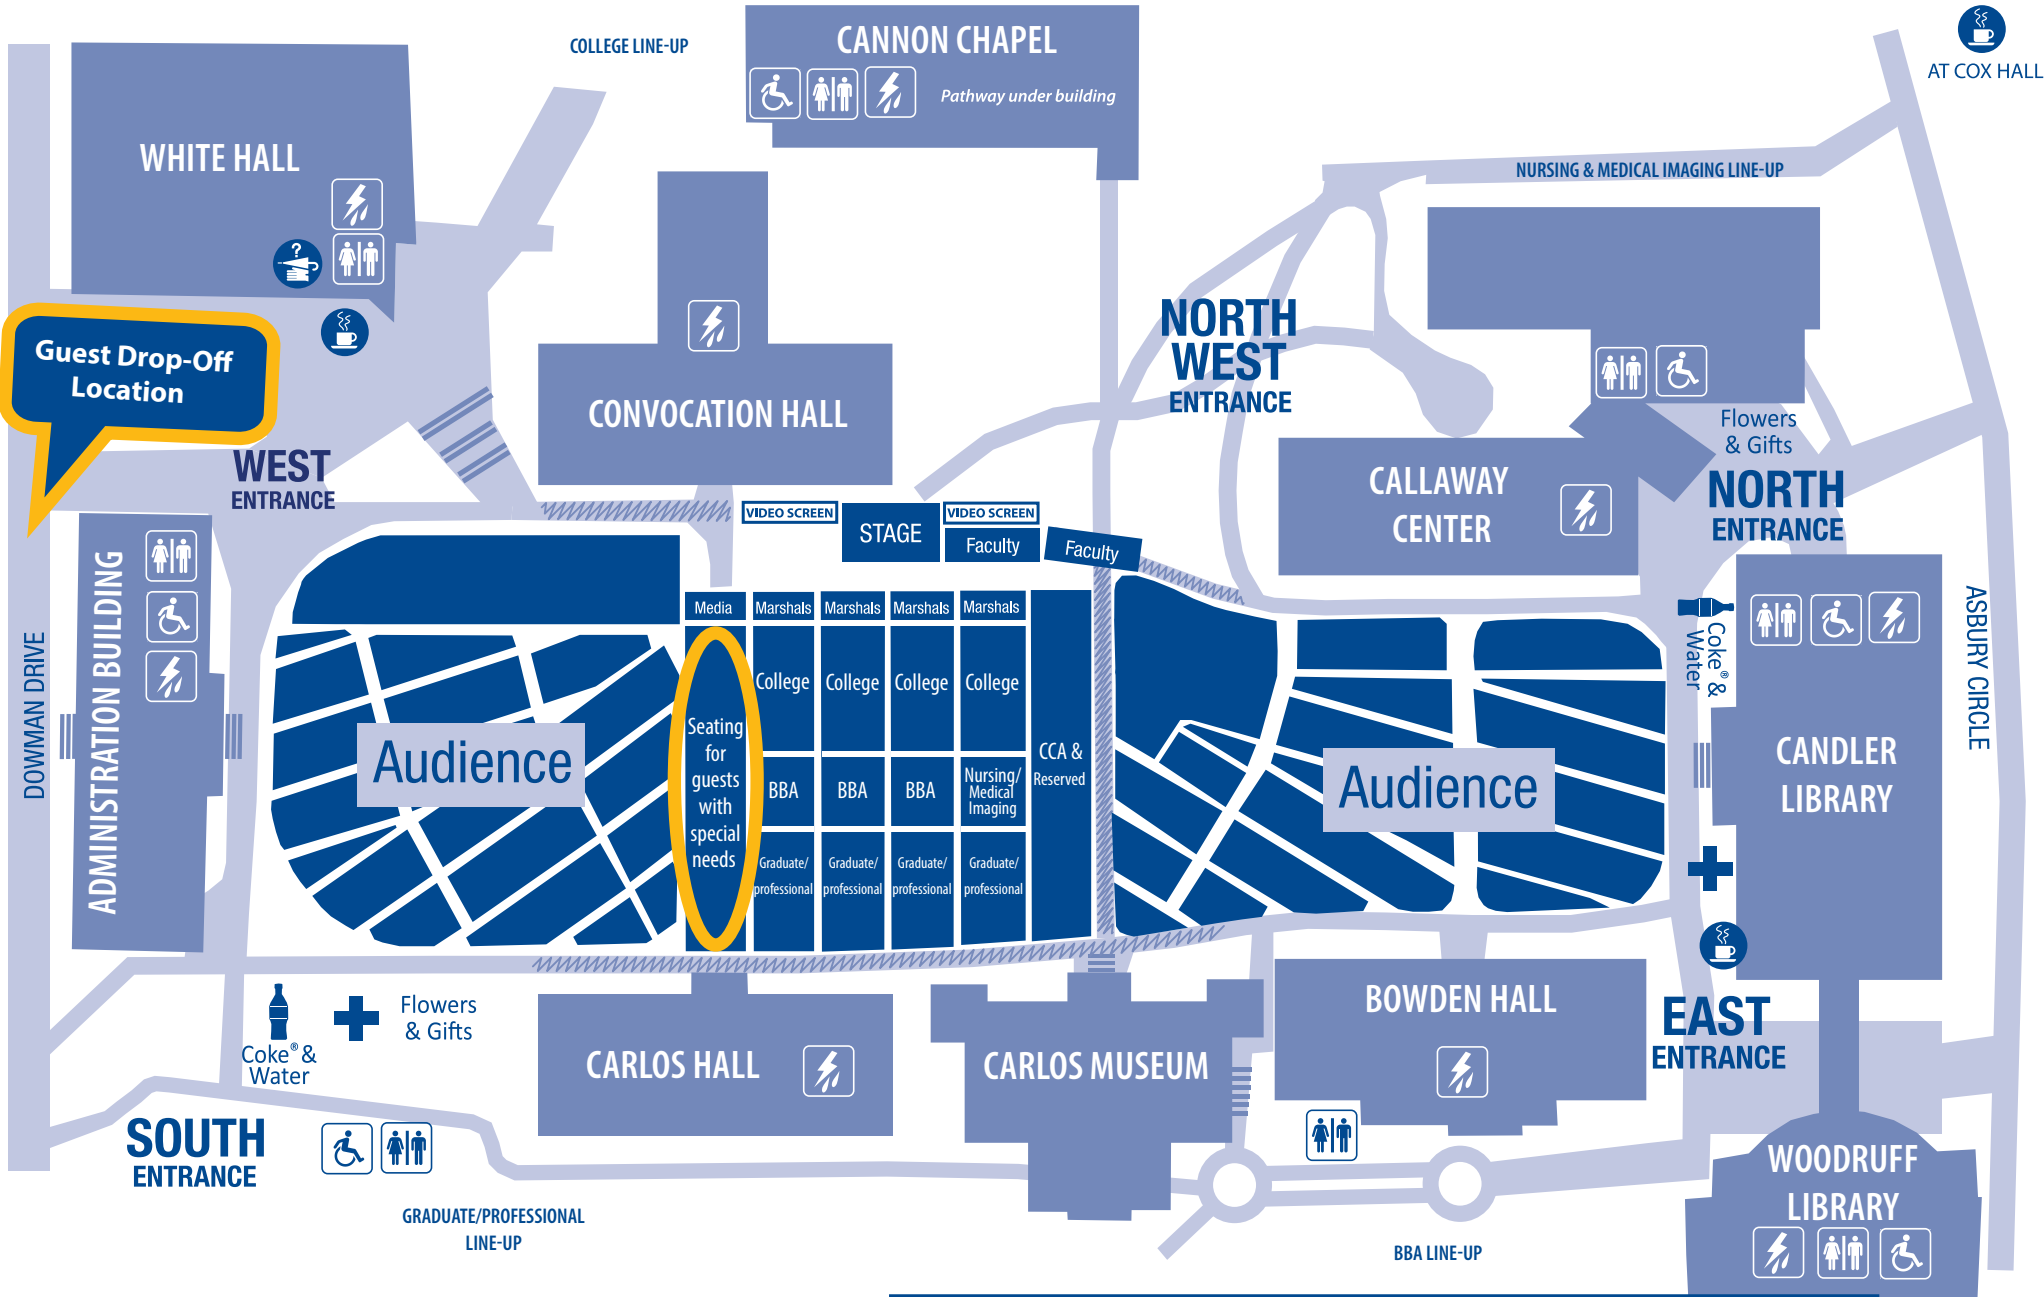 COLLEGE LINE-UP
CANNON CHAPEL
Pathway under building
AT COX HALL
WHITE HALL
?
NURSING & MEDICAL IMAGING LINE-UP
Guest Drop-Off
Location
NORTH
WEST
ENTRANCE
CONVOCATION HALL
Flowers
& Gifts
WEST
ENTRANCE
CALLAWAY
CENTER
NORTH
ENTRANCE
VIDEO SCREEN
STAGE
VIDEO SCREEN
Faculty
Faculty
DOWMAN DRIVE
ADMINISTRATION BUILDING
Media
Marshals
Marshals
Marshals
Marshals
College
College
College
College
Seating
for
guests
with
special
needs
Audience
BBA
BBA
BBA
Nursing/
Medical
Imaging
CCA &
Reserved
Audience
Graduate/
professional
Graduate/
professional
Graduate/
professional
Graduate/
professional
Coke® &
Water
CANDLER
LIBRARY
ASBURY CIRCLE
Coke® &
Water
Flowers
& Gifts
CARLOS HALL
CARLOS MUSEUM
BOWDEN HALL
EAST
ENTRANCE
SOUTH
ENTRANCE
GRADUATE/PROFESSIONAL
LINE-UP
BBA LINE-UP
WOODRUFF
LIBRARY